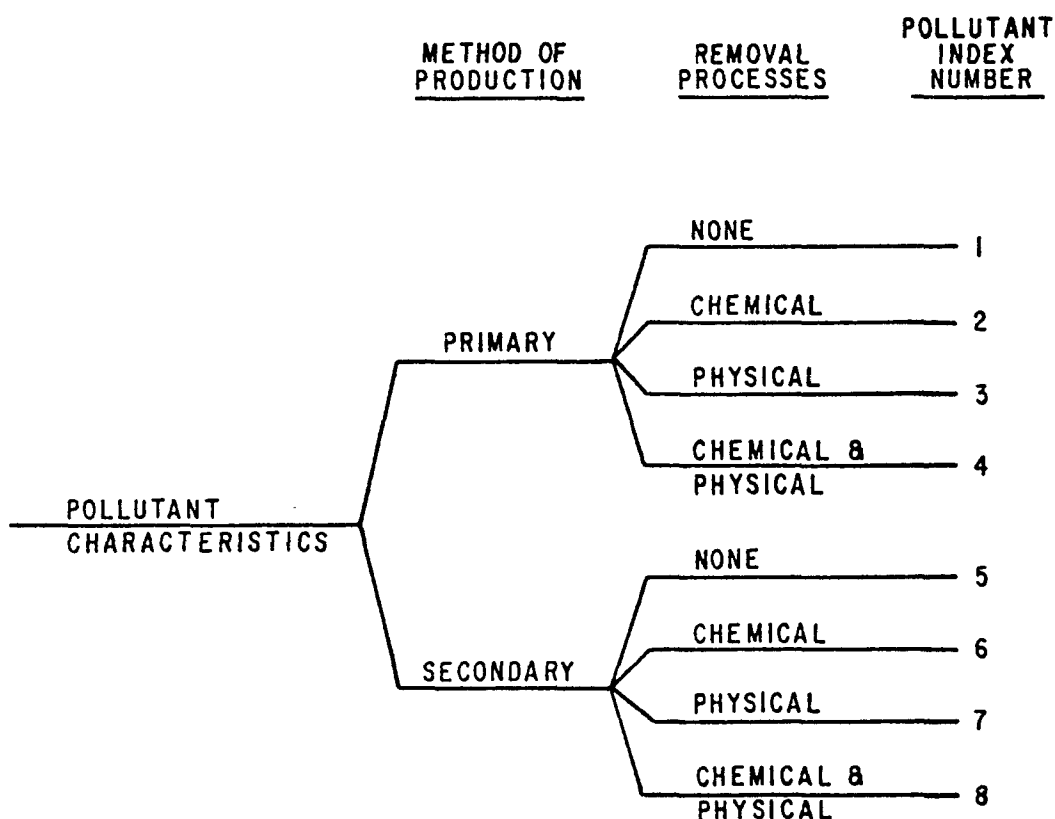 METHOD OF
PRODUCTION
REMOVAL
PROCESSES
POLLUTANT
INDEX
NUMBER
NONE
1
CHEMICAL
2
PRIMARY
PHYSICAL
3
CHEMICAL &
PHYSICAL
4
POLLUTANT
CHARACTERISTICS
NONE
5
CHEMICAL
6
SECONDARY
PHYSICAL
7
CHEMICAL &
PHYSICAL
8